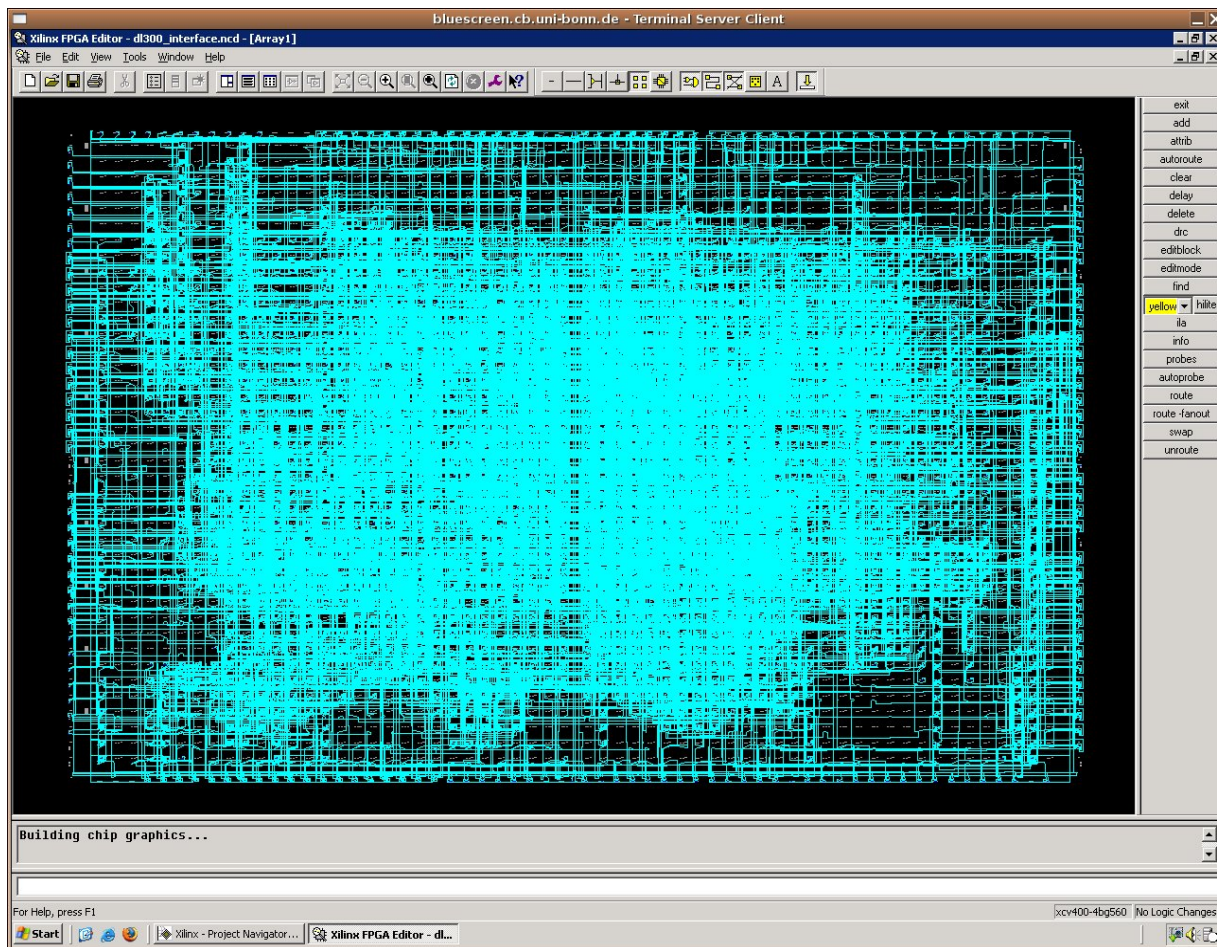 bluescreen.cb.uni-bonn.de - Terminal Server Client
Xilinx FPGA Editor - dl300_interface.ncd - [Array1]
File Edit View Tools Window Help
A
exit
add
attrib
autoroute
clear
delay
delete
drc
editblock
editmode
find
yellow hilite
ila
info
probes
autoprobe
route
route -fanout
swap
unroute
Building chip graphics...
For Help, press F1
xcv400-4bg560 No Logic Changes
Start Xilinx - Project Navigator... Xilinx FPGA Editor - dl...